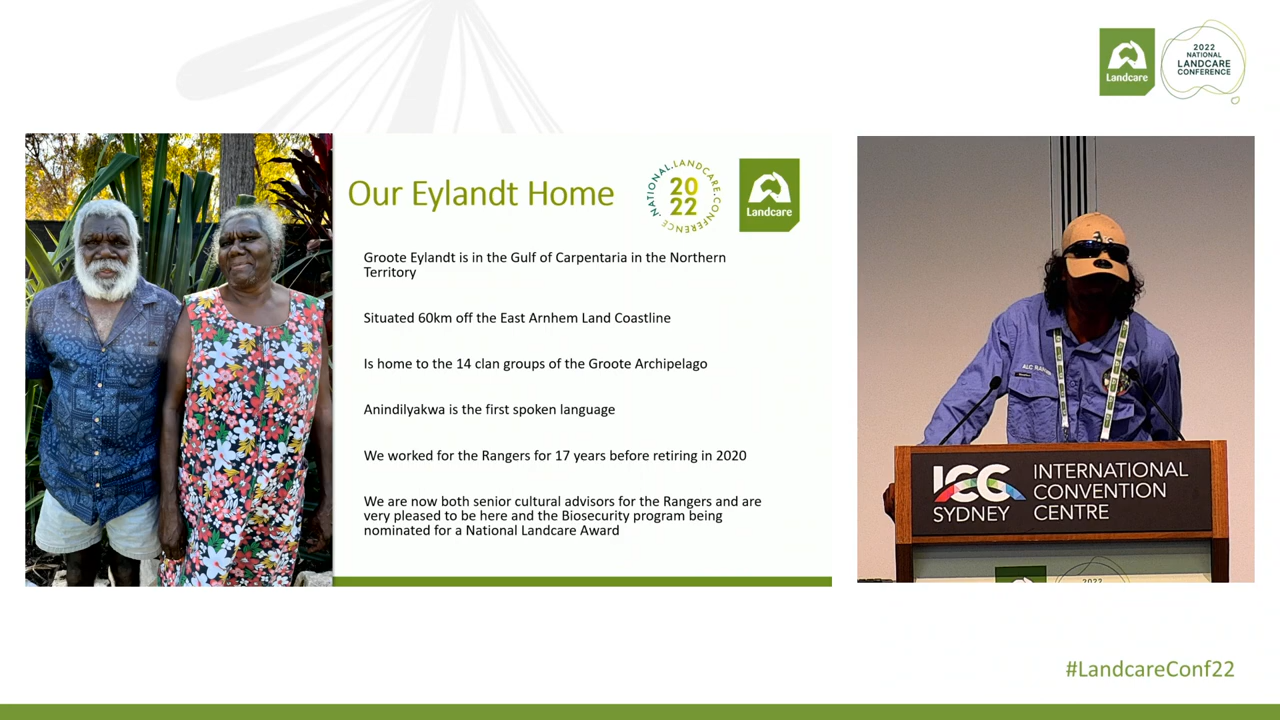 Landcare
2022
NATIONAL
LANDCARE
CONFERENCE
Our Eylandt Home
NATIONAL.LANDCARE.CONFERENCE
20
22
Landcare
Groote Eylandt is in the Gulf of Carpentaria in the Northern
Territory
Situated 60km off the East Arnhem Land Coastline
Is home to the 14 clan groups of the Groote Archipelago
Anindilyakwa is the first spoken language
We worked for the Rangers for 17 years before retiring in 2020
We are now both senior cultural advisors for the Rangers and are
very pleased to be here and the Biosecurity program being
nominated for a National Landcare Award
ALC
ICC
SYDNEY
INTERNATIONAL
CONVENTION
CENTRE
2022
#LandcareConf22